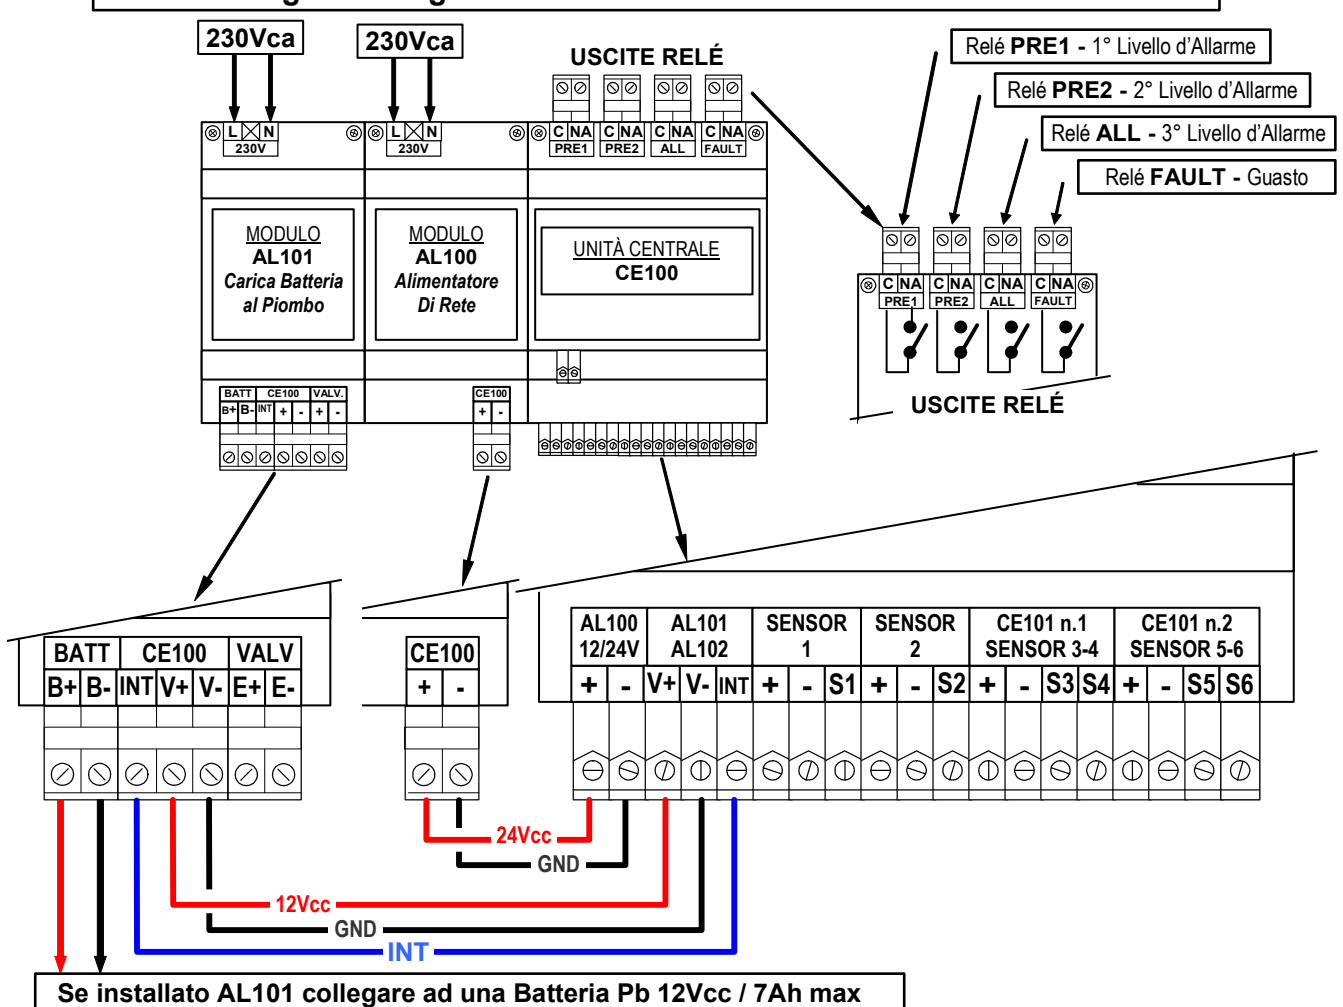 230Vca
230Vca
USCITE RELÉ
Relé PRE1 - 1° Livello d'Allarme
Relé PRE2 - 2° Livello d'Allarme
Relé ALL - 3° Livello d'Allarme
Relé FAULT - Guasto
L N
230V
L N
230V
C NA C NA C NA C NA
PRE1 PRE2 ALL FAULT
MODULO
AL101
Carica Batteria
al Piombo
MODULO
AL100
Alimentatore
Di Rete
UNITÀ CENTRALE
CE100
C NA C NA C NA C NA
PRE1 PRE2 ALL FAULT
USCITE RELÉ
BATT CE100 VALV.
B+ B- INT + - + -
CE100
+ -
BATT CE100 VALV
B+ B- INT V+ V- E+ E-
CE100
+ -
AL100 AL101 SENSOR SENSOR CE101 n.1 CE101 n.2
12/24V AL102 1 2 SENSOR 3-4 SENSOR 5-6
+ - V+ V- INT + - S1 + - S2 + - S3 S4 + - S5 S6
24Vcc
GND
12Vcc
GND
INT
Se installato AL101 collegare ad una Batteria Pb 12Vcc / 7Ah max